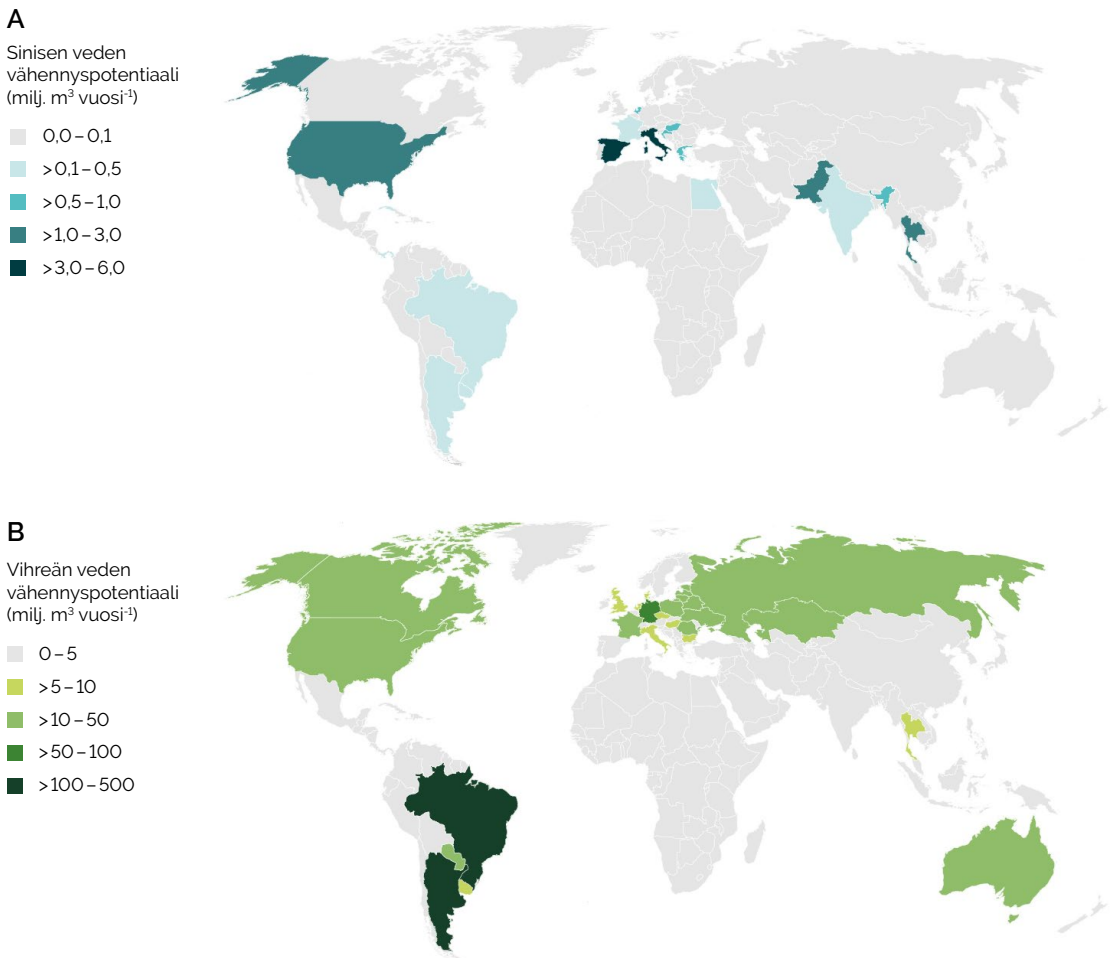 A
Sinisen veden
vähennyspotentiaali
(milj. m³ vuosi⁻¹)
0,0 – 0,1
>0,1 – 0,5
>0,5 – 1,0
>1,0 – 3,0
>3,0 – 6,0
B
Vihreän veden
vähennyspotentiaali
(milj. m³ vuosi⁻¹)
0 – 5
>5 – 10
>10 – 50
>50 – 100
>100 – 500